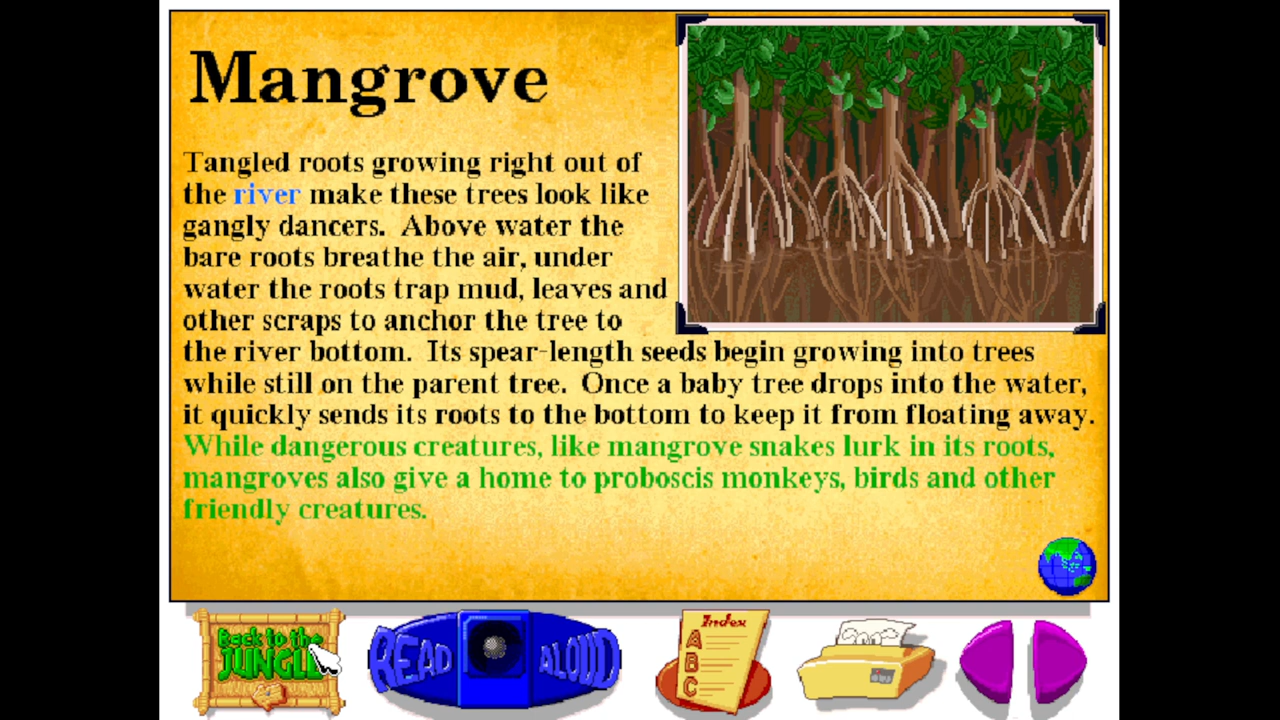 Mangrove
Tangled roots growing right out of
the river make these trees look like
gangly dancers.  Above water the
bare roots breathe the air, under
water the roots trap mud, leaves and
other scraps to anchor the tree to
the river bottom.  Its spear-length seeds begin growing into trees
while still on the parent tree.  Once a baby tree drops into the water,
it quickly sends its roots to the bottom to keep it from floating away.
While dangerous creatures, like mangrove snakes lurk in its roots,
mangroves also give a home to proboscis monkeys, birds and other
friendly creatures.
Back to the
JUNGLE
READ ALOUD
Index
A
B
C